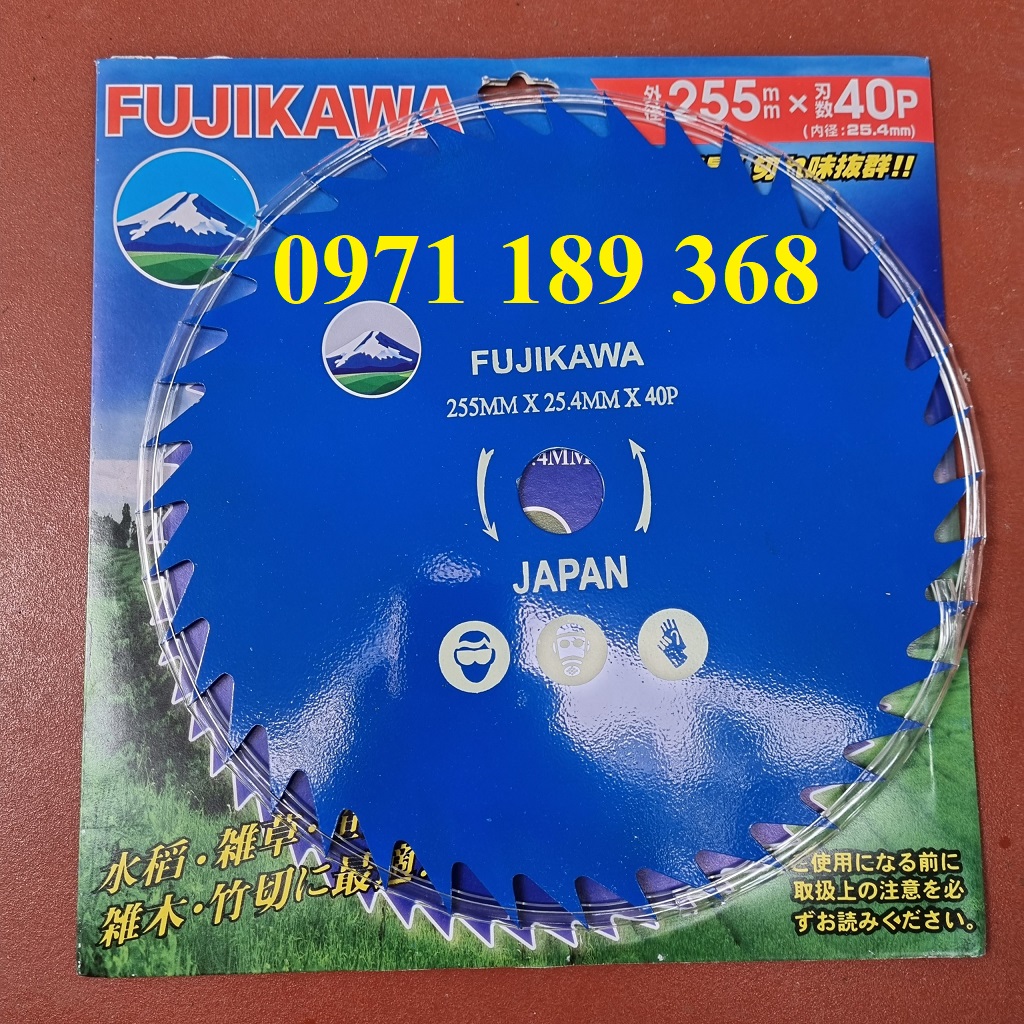 FUJIKAWA
外径255mm×刃数40P
(内径:25.4mm)
切れ味抜群!!
0971 189 368
FUJIKAWA
255MM X 25.4MM X 40P
.4MM
JAPAN
水稲・雑草・
雑木・竹切に最適.
ご使用になる前に
取扱上の注意を必
ずお読みください。